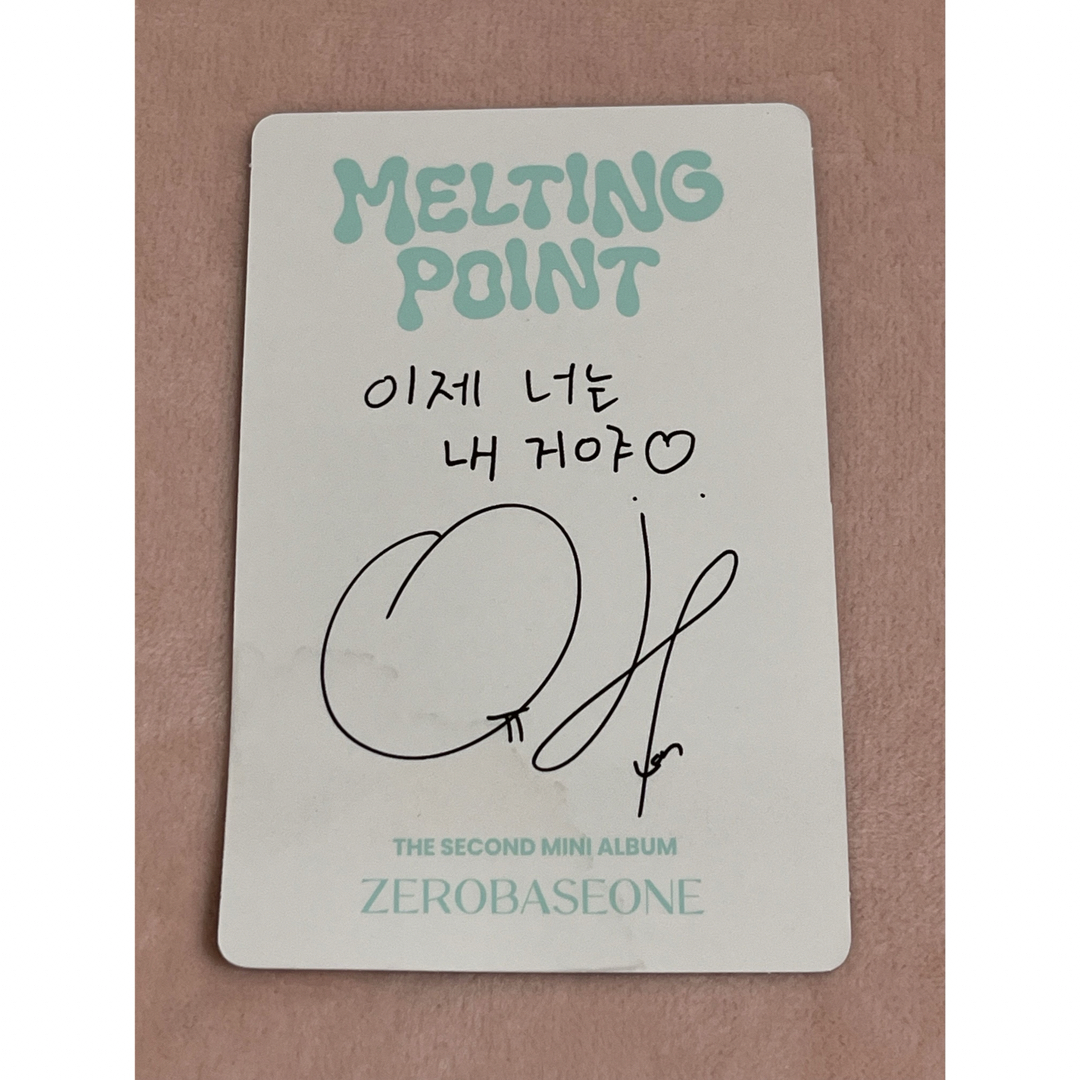 MELTING
POINT
이제 너는
내 거야♡
THE SECOND MINI ALBUM
ZEROBASEONE